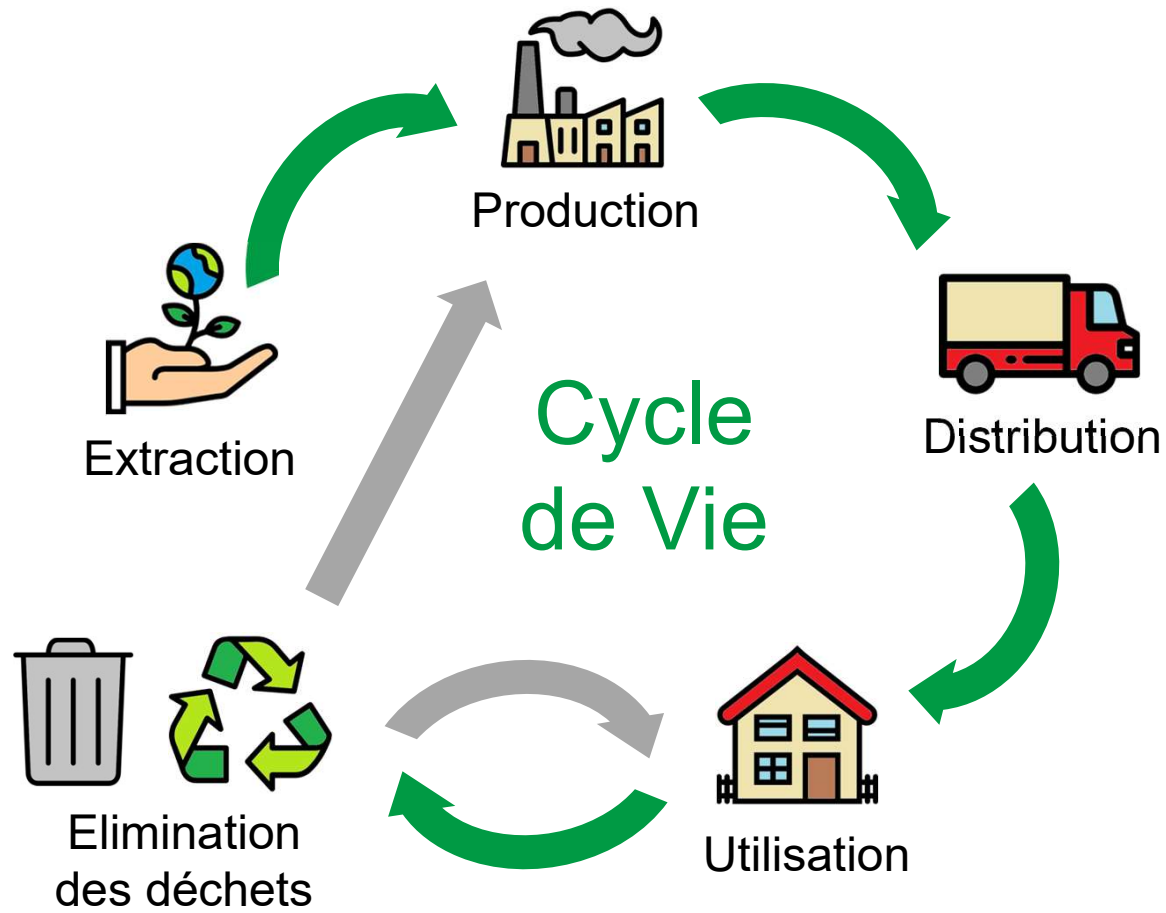 Production
Extraction
Distribution
Cycle
de Vie
Elimination
des déchets
Utilisation